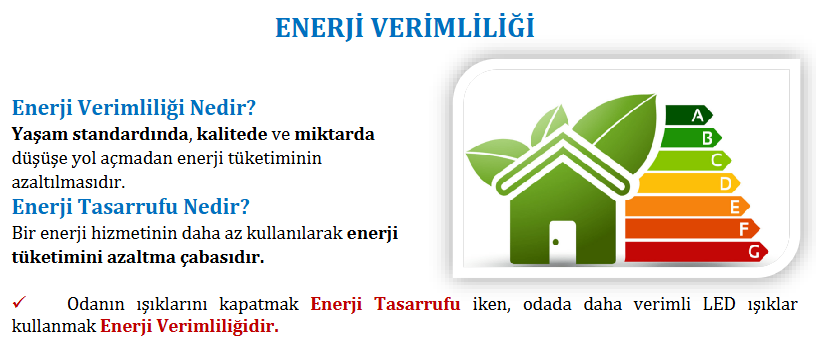 ENERJİ VERİMLİLİĞİ
Enerji Verimliliği Nedir?
Yaşam standardında, kalitede ve miktarda
düşüşe yol açmadan enerji tüketiminin
azaltılmasıdır.
Enerji Tasarrufu Nedir?
Bir enerji hizmetinin daha az kullanılarak enerji
tüketimini azaltma çabasıdır.
A
B
C
D
E
F
G
✓ Odanın ışıklarını kapatmak Enerji Tasarrufu iken, odada daha verimli LED ışıklar
kullanmak Enerji Verimliliğidir.